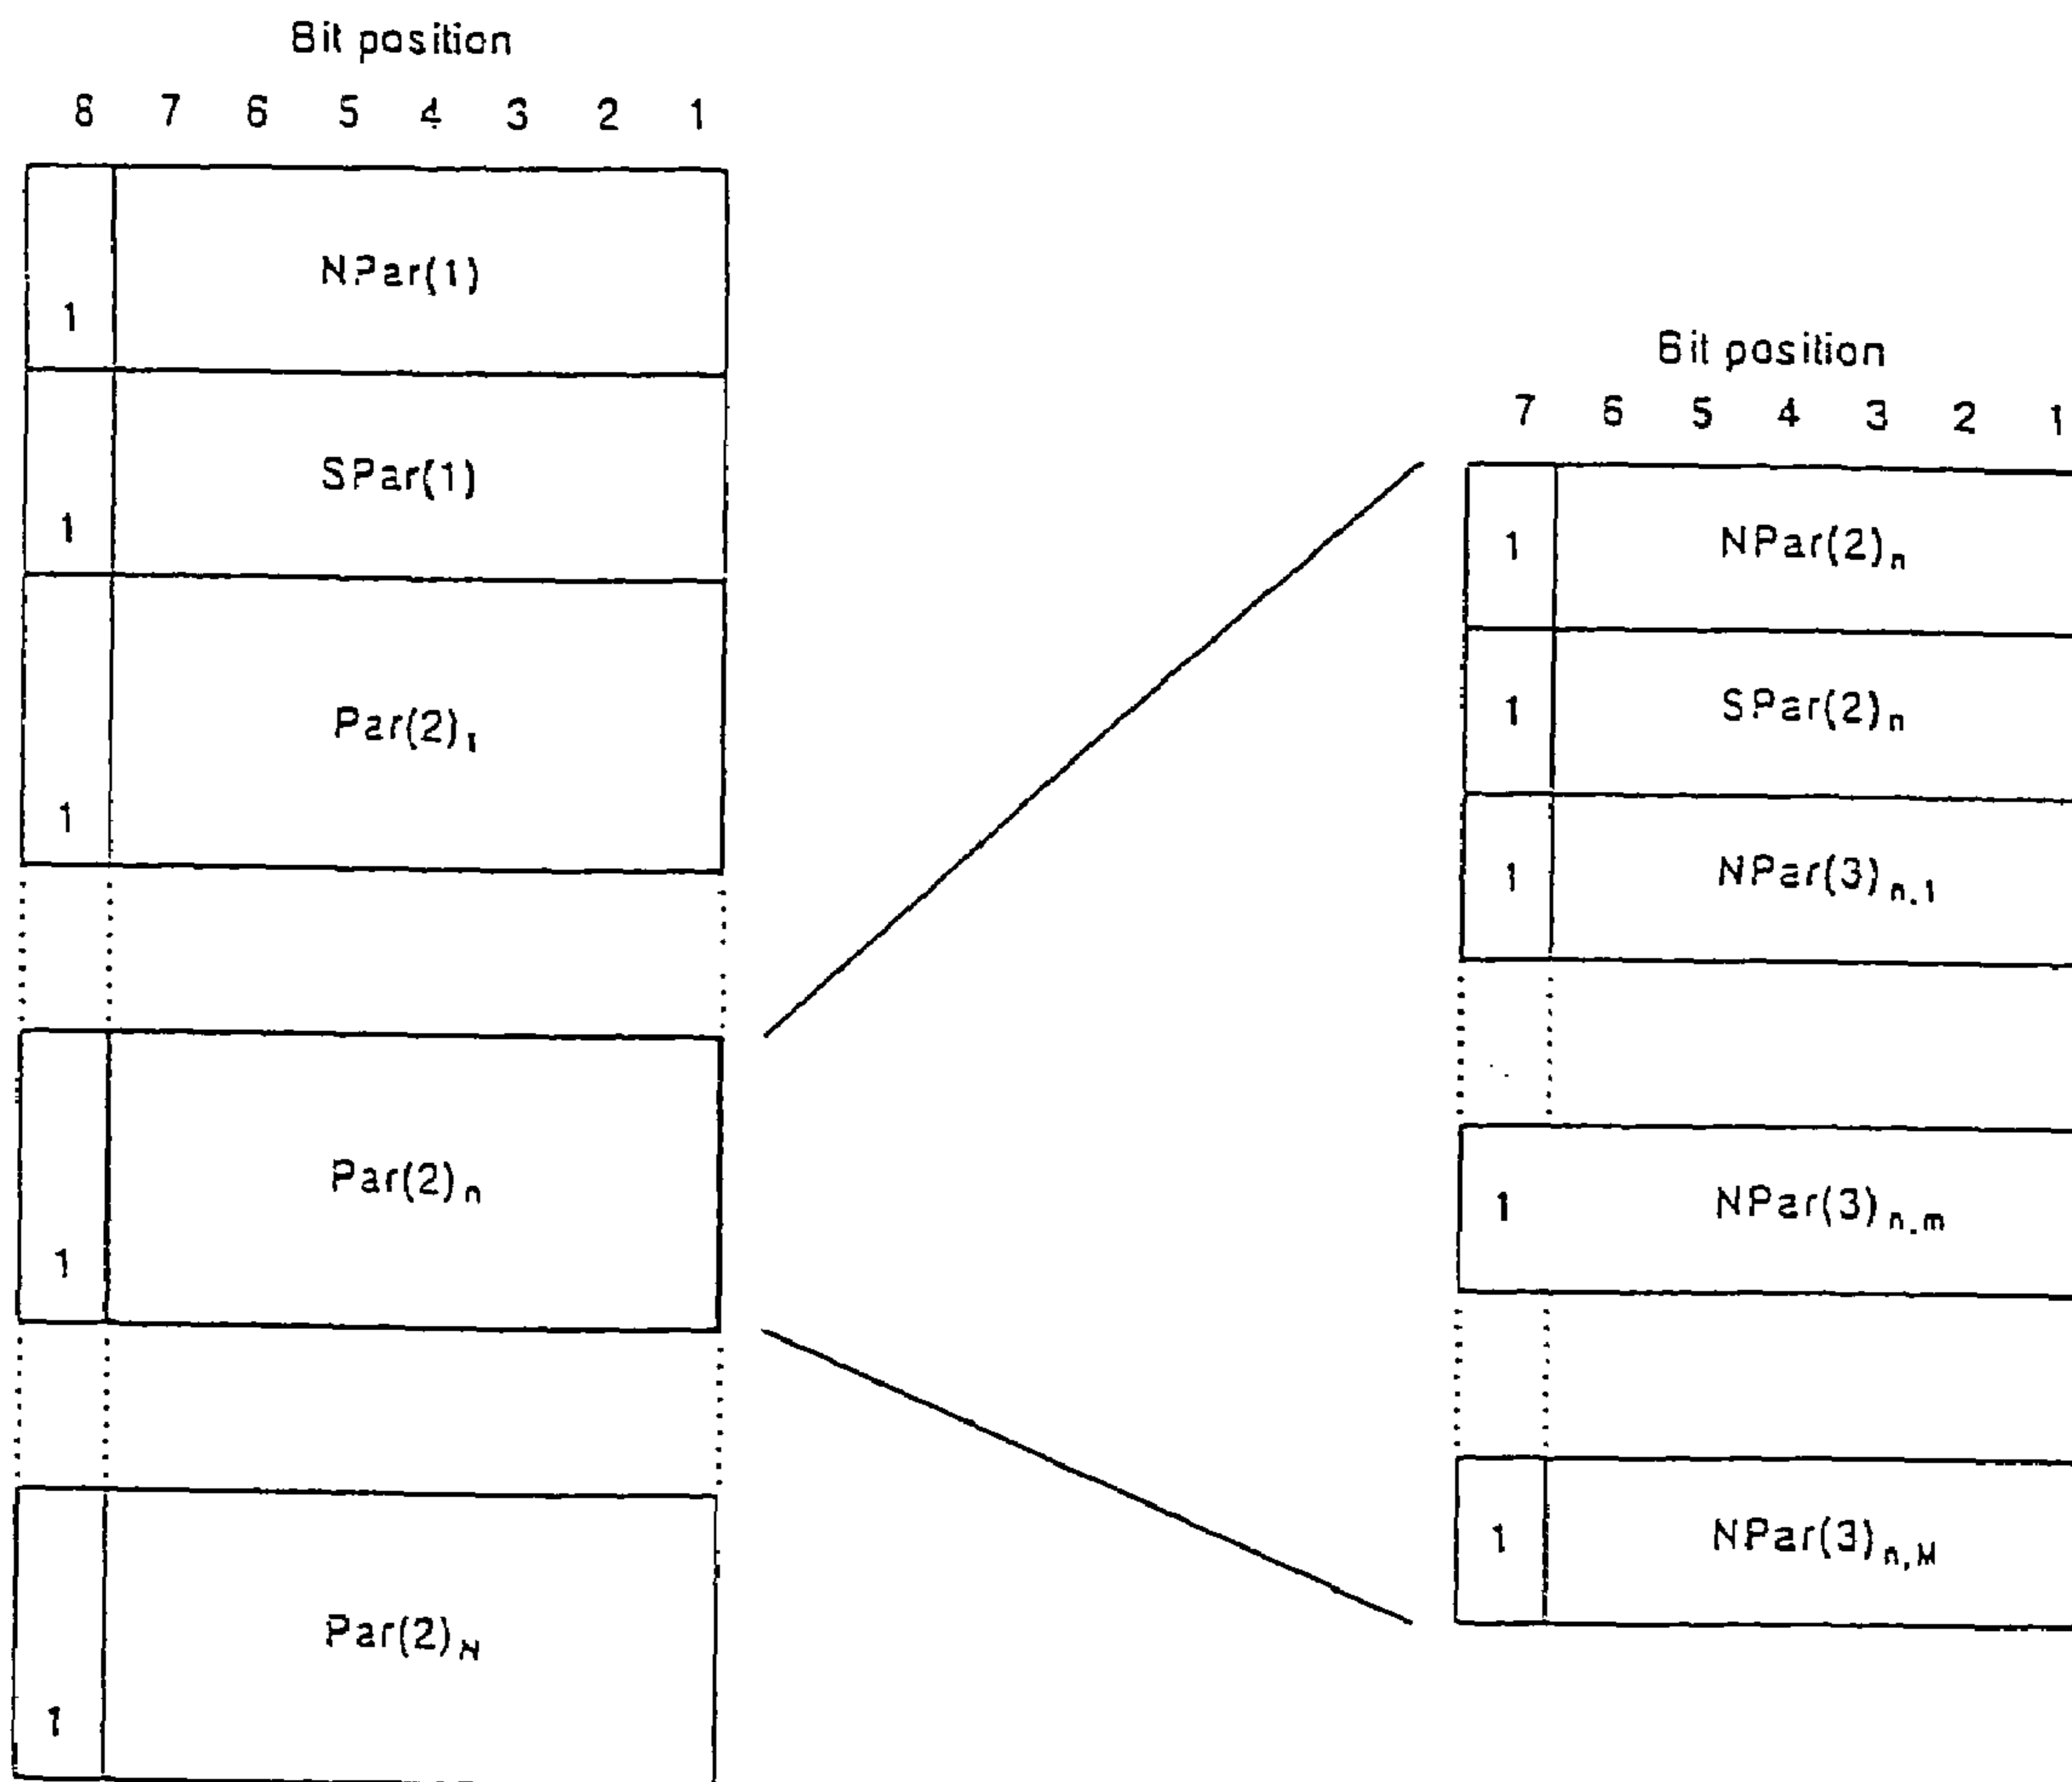 Bit position
8 7 6 5 4 3 2 1
NPar(1)
1
SPar(1)
1
Par(2)₁
1
Par(2)ₙ
1
Par(2)N
1
Bit position
7 6 5 4 3 2 1
1 NPar(2)ₙ
1 SPar(2)ₙ
1 NPar(3)n,1
1 NPar(3)n,m
1 NPar(3)n,M